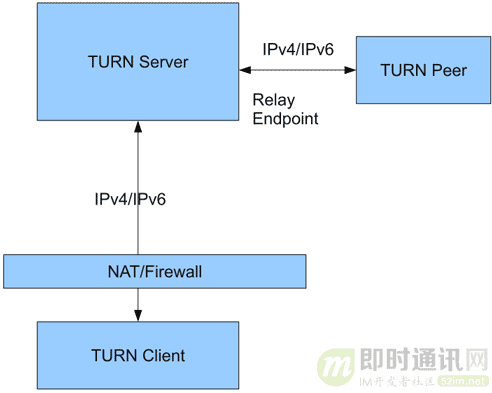 TURN Server
IPv4/IPv6
TURN Peer
Relay
Endpoint
IPv4/IPv6
NAT/Firewall
TURN Client
m 即时通讯网
IM开发者社区 52im.net